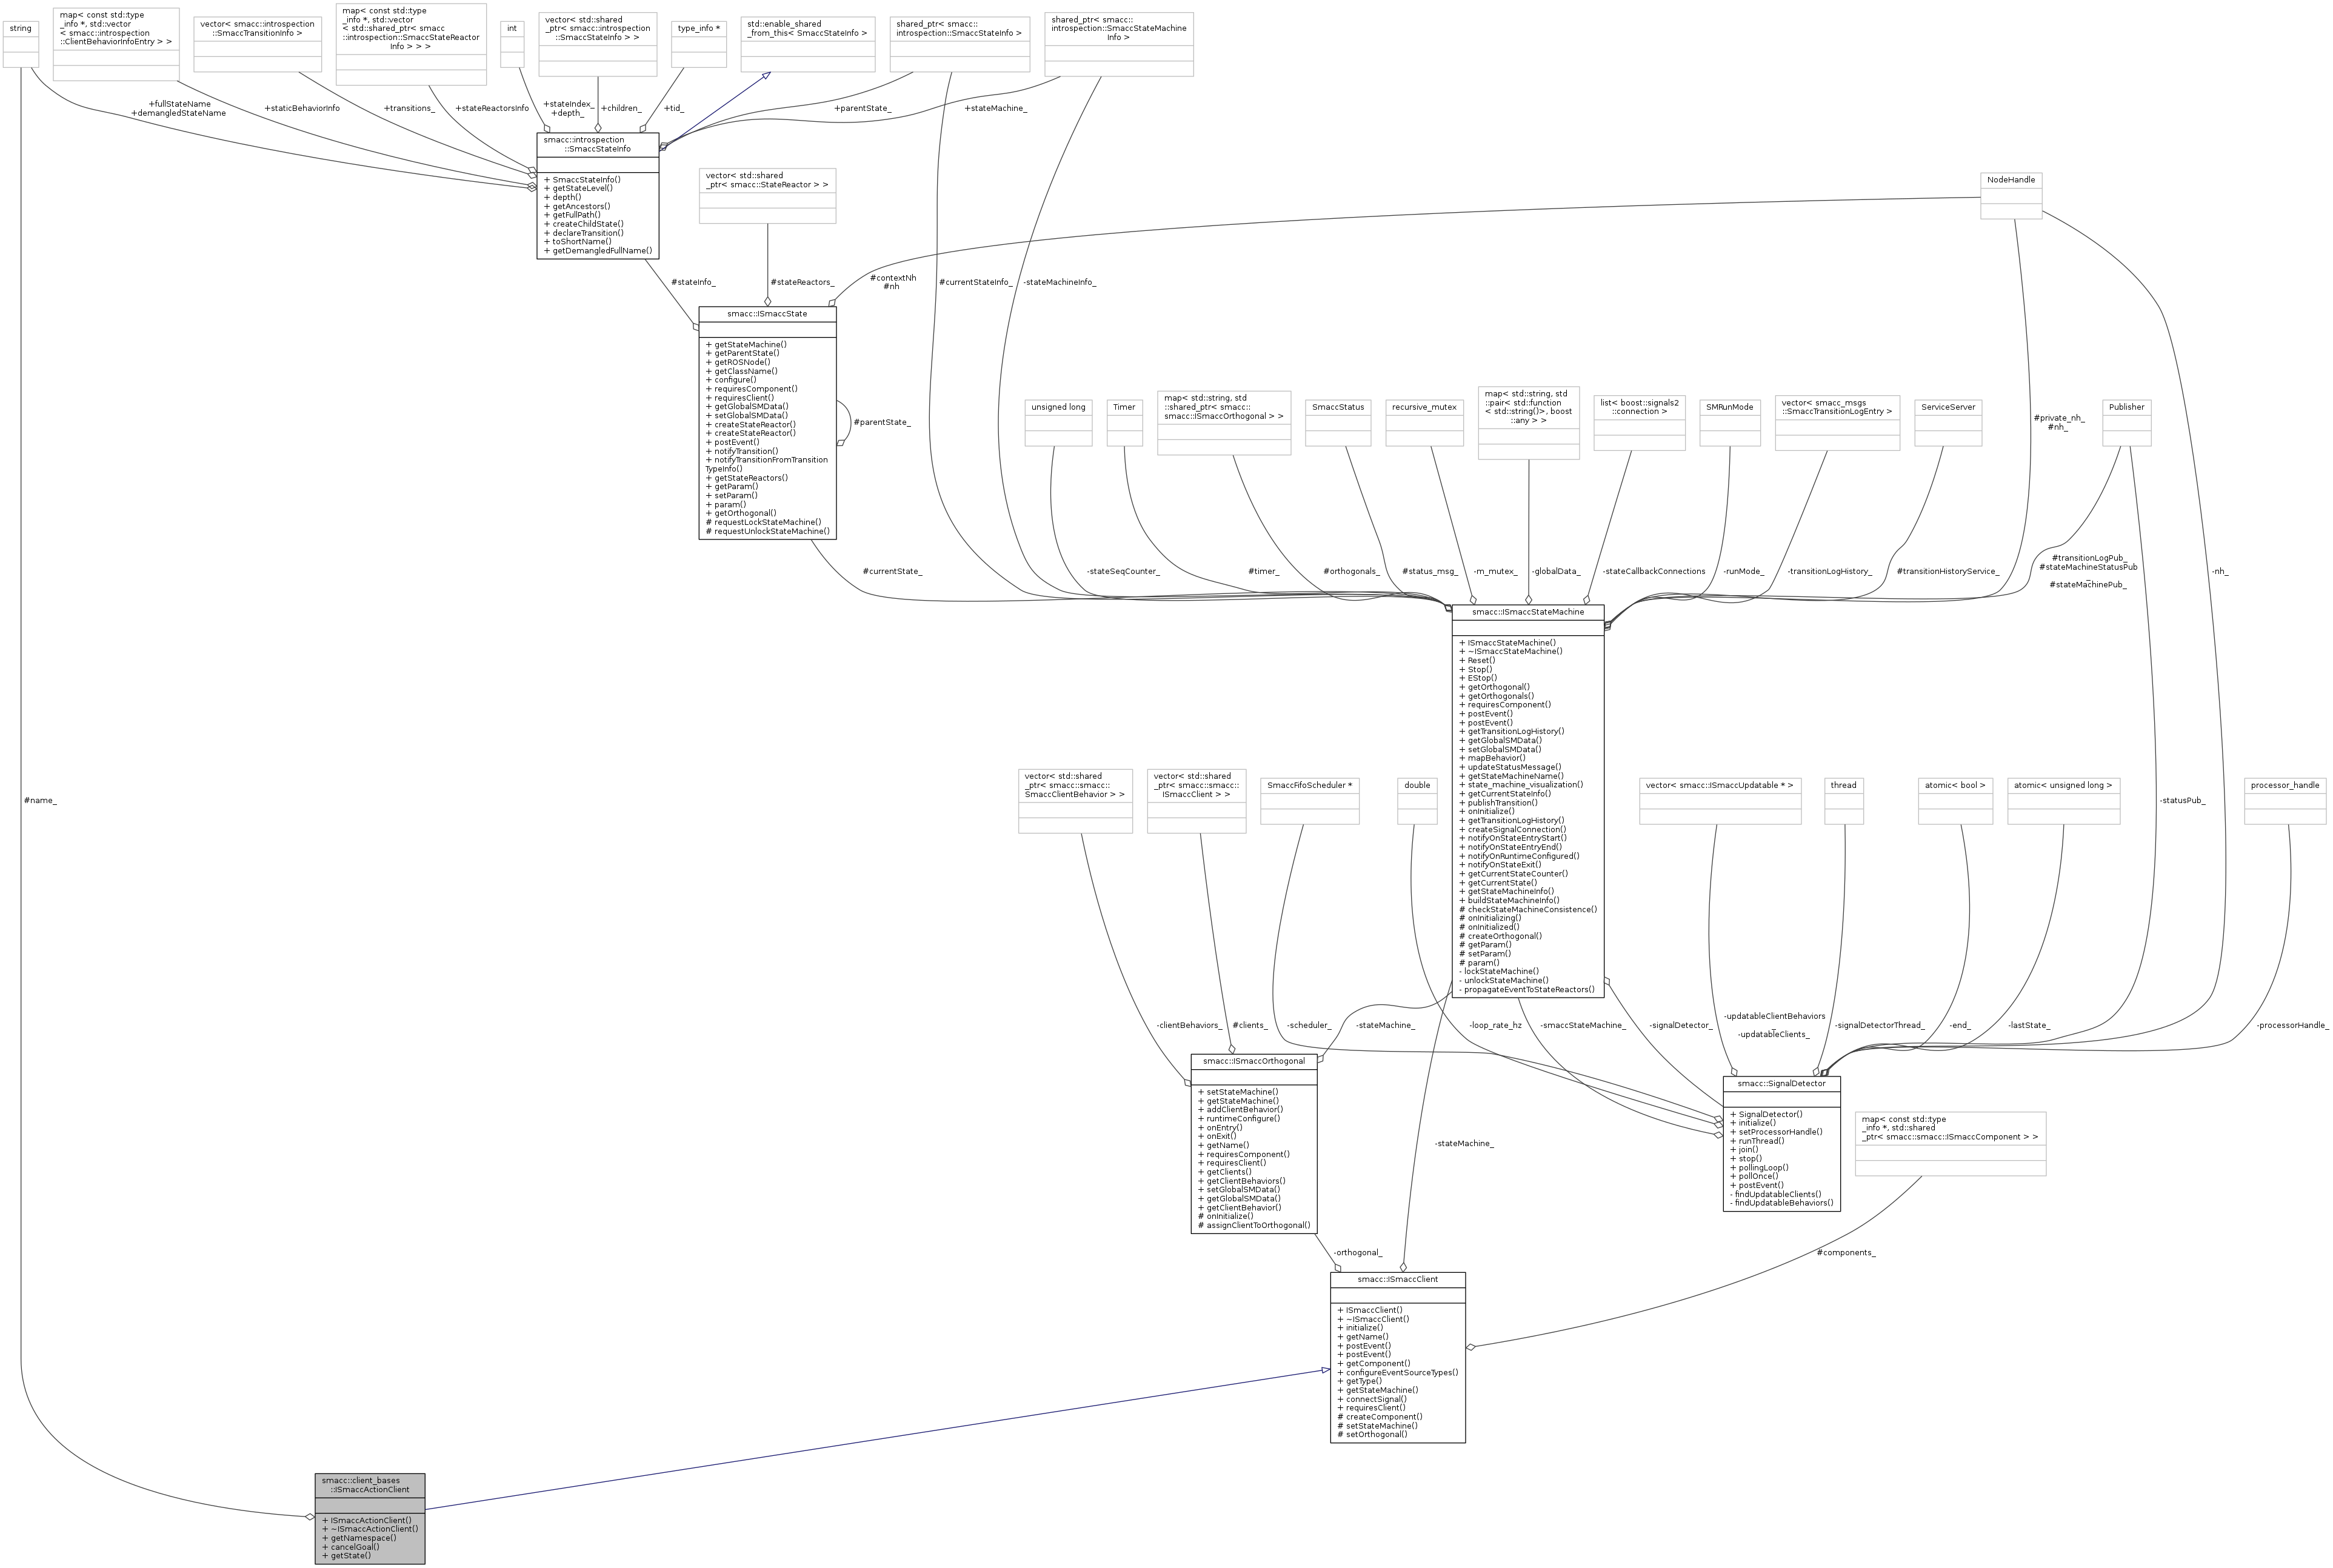 string
map< const std::type
_info *, std::vector
< smacc::introspection
::ClientBehaviorInfoEntry > >
vector< smacc::introspection
::SmaccTransitionInfo >
map< const std::type
_info *, std::vector
< std::shared_ptr< smacc
::introspection::SmaccStateReactor
Info > > >
int
vector< std::shared
_ptr< smacc::introspection
::SmaccStateInfo > >
type_info *
std::enable_shared
_from_this< SmaccStateInfo >
shared_ptr< smacc::
introspection::SmaccStateInfo >
shared_ptr< smacc::
introspection::SmaccStateMachine
Info >
+fullStateName
+demangledStateName
+staticBehaviorInfo
+transitions_
+stateReactorsInfo
+stateIndex_
+depth_
+children_
+tid_
+parentState_
+stateMachine_
smacc::introspection
::SmaccStateInfo
+ SmaccStateInfo()
+ getStateLevel()
+ depth()
+ getAncestors()
+ getFullPath()
+ createChildState()
+ declareTransition()
+ toShortName()
+ getDemangledFullName()
vector< std::shared
_ptr< smacc::StateReactor > >
NodeHandle
#stateInfo_
#stateReactors_
#contextNh
#nh
#currentStateInfo_
-stateMachineInfo_
smacc::ISmaccState
+ getStateMachine()
+ getParentState()
+ getROSNode()
+ getClassName()
+ configure()
+ requiresComponent()
+ requiresClient()
+ getGlobalSMData()
+ setGlobalSMData()
+ createStateReactor()
+ createStateReactor()
+ postEvent()
+ notifyTransition()
+ notifyTransitionFromTransition
TypeInfo()
+ getStateReactors()
+ getParam()
+ setParam()
+ param()
+ getOrthogonal()
# requestLockStateMachine()
# requestUnlockStateMachine()
#parentState_
unsigned long
Timer
map< std::string, std
::shared_ptr< smacc::
smacc::ISmaccOrthogonal > >
SmaccStatus
recursive_mutex
map< std::string, std
::pair< std::function
< std::string()>, boost
::any > >
list< boost::signals2
::connection >
SMRunMode
vector< smacc_msgs
::SmaccTransitionLogEntry >
ServiceServer
#private_nh_
#nh_
Publisher
#currentState_
-stateSeqCounter_
#timer_
#orthogonals_
#status_msg_
-m_mutex_
-globalData_
-stateCallbackConnections
-runMode_
-transitionLogHistory_
#transitionHistoryService_
#transitionLogPub_
#stateMachineStatusPub
_
#stateMachinePub_
-nh_
smacc::ISmaccStateMachine
+ ISmaccStateMachine()
+ ~ISmaccStateMachine()
+ Reset()
+ Stop()
+ EStop()
+ getOrthogonal()
+ getOrthogonals()
+ requiresComponent()
+ postEvent()
+ postEvent()
+ getTransitionLogHistory()
+ getGlobalSMData()
+ setGlobalSMData()
+ mapBehavior()
+ updateStatusMessage()
+ getStateMachineName()
+ state_machine_visualization()
+ getCurrentStateInfo()
+ publishTransition()
+ onInitialize()
+ getTransitionLogHistory()
+ createSignalConnection()
+ notifyOnStateEntryStart()
+ notifyOnStateEntryEnd()
+ notifyOnRuntimeConfigured()
+ notifyOnStateExit()
+ getCurrentStateCounter()
+ getCurrentState()
+ getStateMachineInfo()
+ buildStateMachineInfo()
# checkStateMachineConsistence()
# onInitializing()
# onInitialized()
# createOrthogonal()
# getParam()
# setParam()
# param()
- lockStateMachine()
- unlockStateMachine()
- propagateEventToStateReactors()
#name_
vector< std::shared
_ptr< smacc::smacc::
SmaccClientBehavior > >
vector< std::shared
_ptr< smacc::smacc::
ISmaccClient > >
SmaccFifoScheduler *
double
vector< smacc::ISmaccUpdatable * >
thread
atomic< bool >
atomic< unsigned long >
-statusPub_
processor_handle
-clientBehaviors_
#clients_
-scheduler_
-stateMachine_
-loop_rate_hz
-smaccStateMachine_
-signalDetector_
-updatableClientBehaviors
_
-updatableClients_
-signalDetectorThread_
-end_
-lastState_
-processorHandle_
smacc::ISmaccOrthogonal
+ setStateMachine()
+ getStateMachine()
+ addClientBehavior()
+ runtimeConfigure()
+ onEntry()
+ onExit()
+ getName()
+ requiresComponent()
+ requiresClient()
+ getClients()
+ getClientBehaviors()
+ setGlobalSMData()
+ getGlobalSMData()
+ getClientBehavior()
# onInitialize()
# assignClientToOrthogonal()
smacc::SignalDetector
+ SignalDetector()
+ initialize()
+ setProcessorHandle()
+ runThread()
+ join()
+ stop()
+ pollingLoop()
+ pollOnce()
+ postEvent()
- findUpdatableClients()
- findUpdatableBehaviors()
map< const std::type
_info *, std::shared
_ptr< smacc::smacc::ISmaccComponent > >
-stateMachine_
-orthogonal_
#components_
smacc::ISmaccClient
+ ISmaccClient()
+ ~ISmaccClient()
+ initialize()
+ getName()
+ postEvent()
+ postEvent()
+ getComponent()
+ configureEventSourceTypes()
+ getType()
+ getStateMachine()
+ connectSignal()
+ requiresClient()
# createComponent()
# setStateMachine()
# setOrthogonal()
smacc::client_bases
::ISmaccActionClient
+ ISmaccActionClient()
+ ~ISmaccActionClient()
+ getNamespace()
+ cancelGoal()
+ getState()